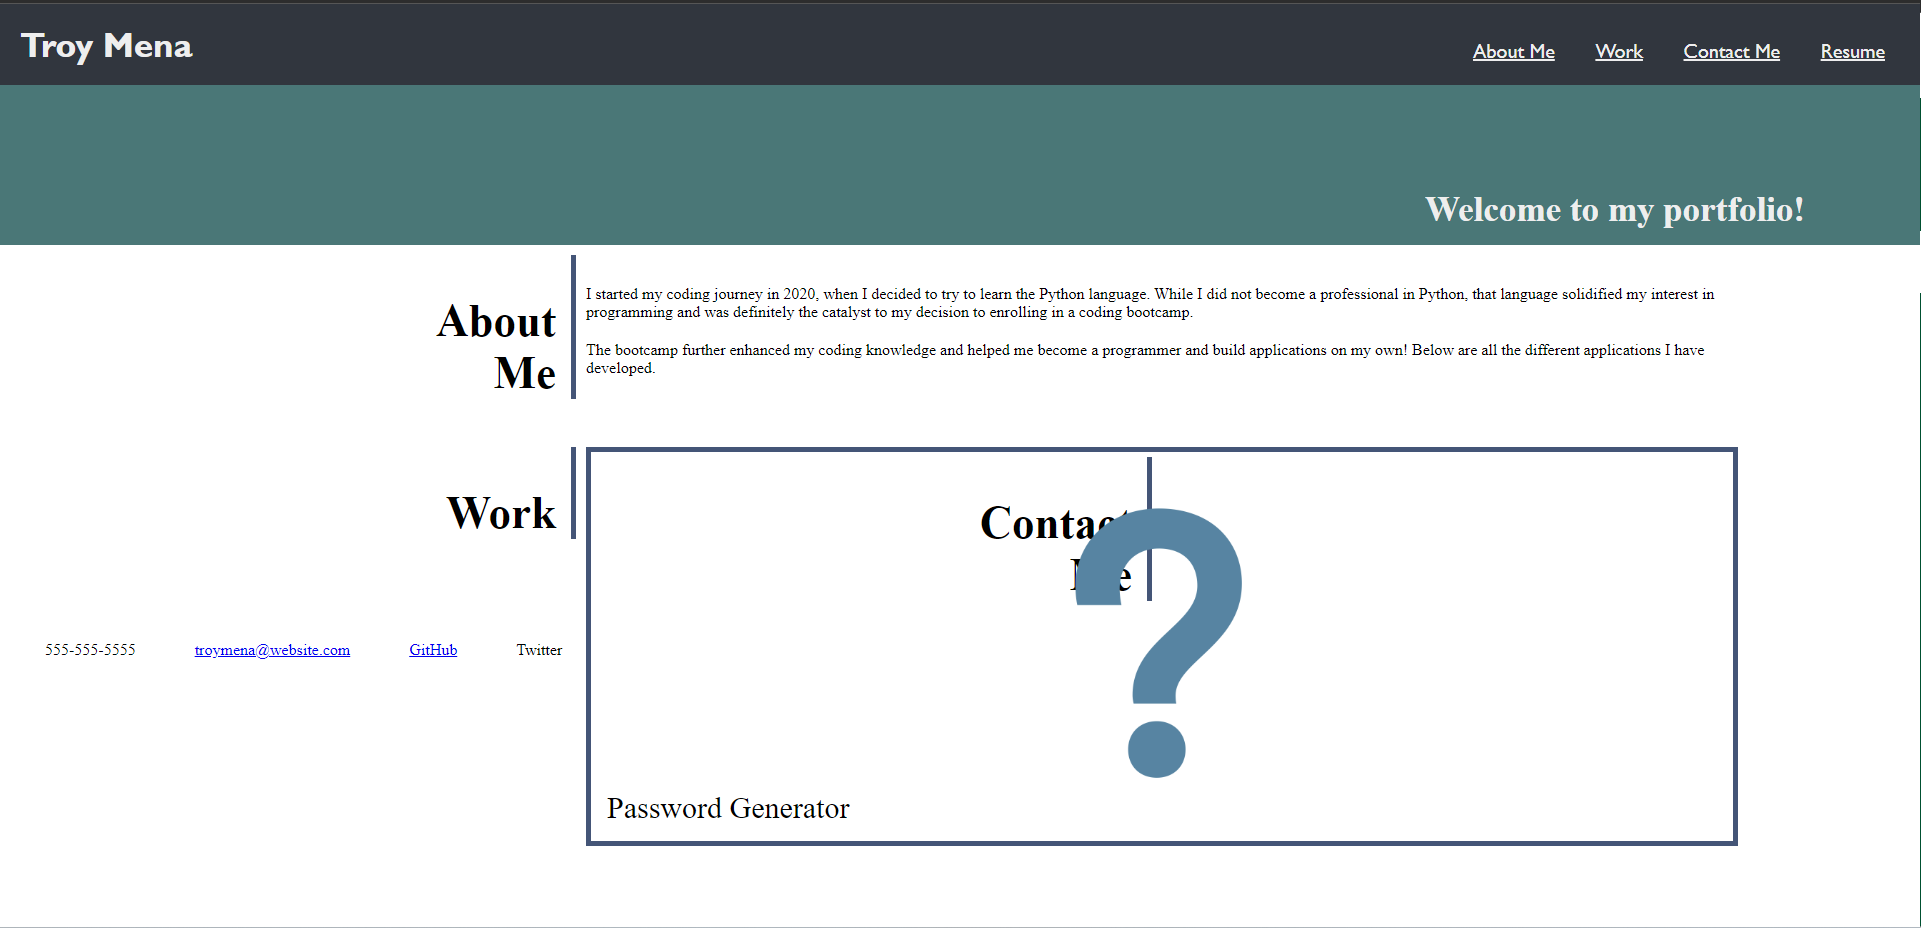 Troy Mena
About Me Work Contact Me Resume
Welcome to my portfolio!
About
Me
I started my coding journey in 2020, when I decided to try to learn the Python language. While I did not become a professional in Python, that language solidified my interest in
programming and was definitely the catalyst to my decision to enrolling in a coding bootcamp.
The bootcamp further enhanced my coding knowledge and helped me become a programmer and build applications on my own! Below are all the different applications I have
developed.
Work
Contact
Me
?
555-555-5555 troymena@website.com GitHub Twitter
Password Generator